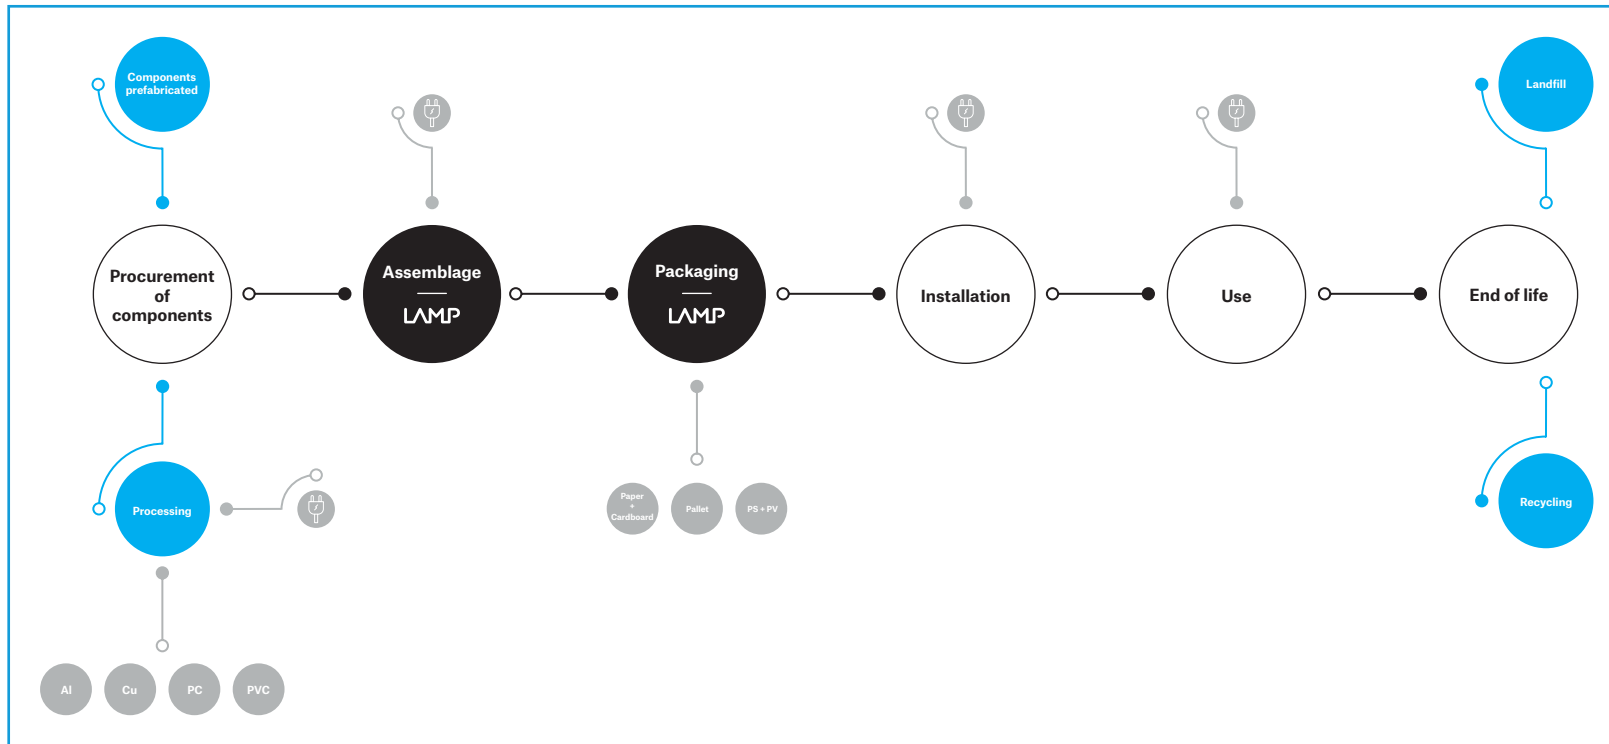 Components
prefabricated
Landfill
Procurement
of
components
Assemblage
LAMP
Packaging
LAMP
Installation
Use
End of life
Processing
Paper
+
Cardboard
Pallet
PS + PV
Recycling
Al
Cu
PC
PVC